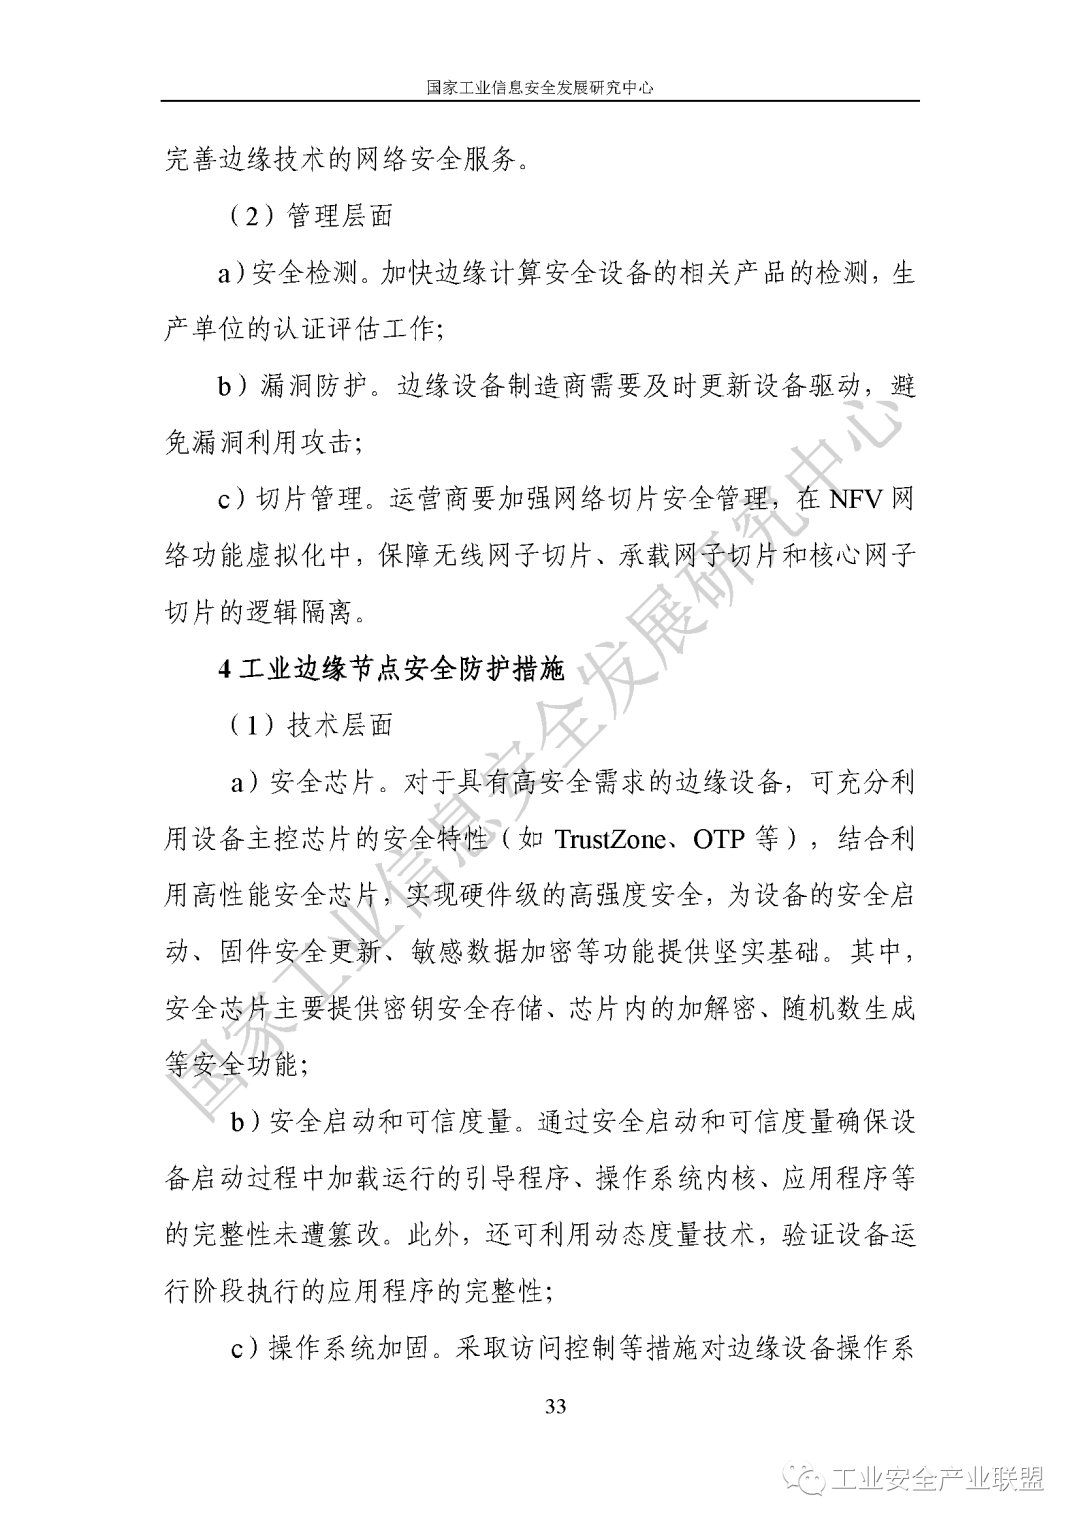 国家工业信息安全发展研究中心
完善边缘技术的网络安全服务。
（2）管理层面
a）安全检测。加快边缘计算安全设备的相关产品的检测，生
产单位的认证评估工作；
b）漏洞防护。边缘设备制造商需要及时更新设备驱动，避
免漏洞利用攻击；
c）切片管理。运营商要加强网络切片安全管理，在 NFV 网
络功能虚拟化中，保障无线网子切片、承载网子切片和核心网子
切片的逻辑隔离。
4 工业边缘节点安全防护措施
（1）技术层面
a）安全芯片。对于具有高安全需求的边缘设备，可充分利
用设备主控芯片的安全特性（如 TrustZone、OTP 等），结合利
用高性能安全芯片，实现硬件级的高强度安全，为设备的安全启
动、固件安全更新、敏感数据加密等功能提供坚实基础。其中，
安全芯片主要提供密钥安全存储、芯片内的加解密、随机数生成
等安全功能；
b）安全启动和可信度量。通过安全启动和可信度量确保设
备启动过程中加载运行的引导程序、操作系统内核、应用程序等
的完整性未遭篡改。此外，还可利用动态度量技术，验证设备运
行阶段执行的应用程序的完整性；
c）操作系统加固。采取访问控制等措施对边缘设备操作系
33
国家工业信息安全发展研究中心
工业安全产业联盟